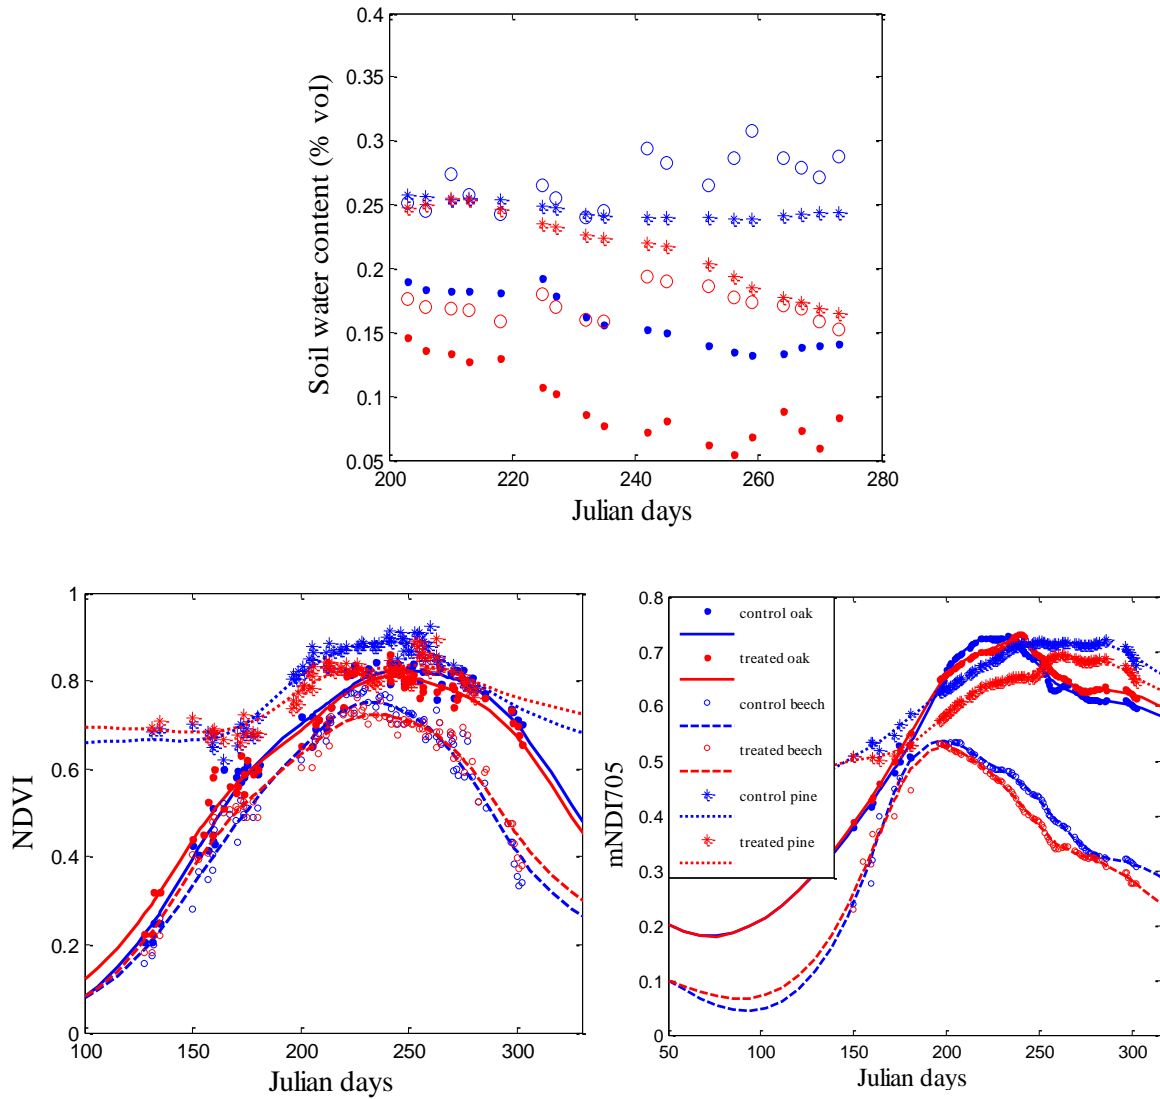 0.4
0.35
0.3
0.25
0.2
0.15
0.1
0.05
Soil water content (% vol)
200 220 240 260 280
Julian days
1
0.8
0.6
0.4
0.2
0
NDVI
100 150 200 250 300
Julian days
0.8
0.7
0.6
0.5
0.4
0.3
0.2
0.1
0
mNDI705
control oak
treated oak
control beech
treated beech
control pine
treated pine
50 100 150 200 250 300
Julian days